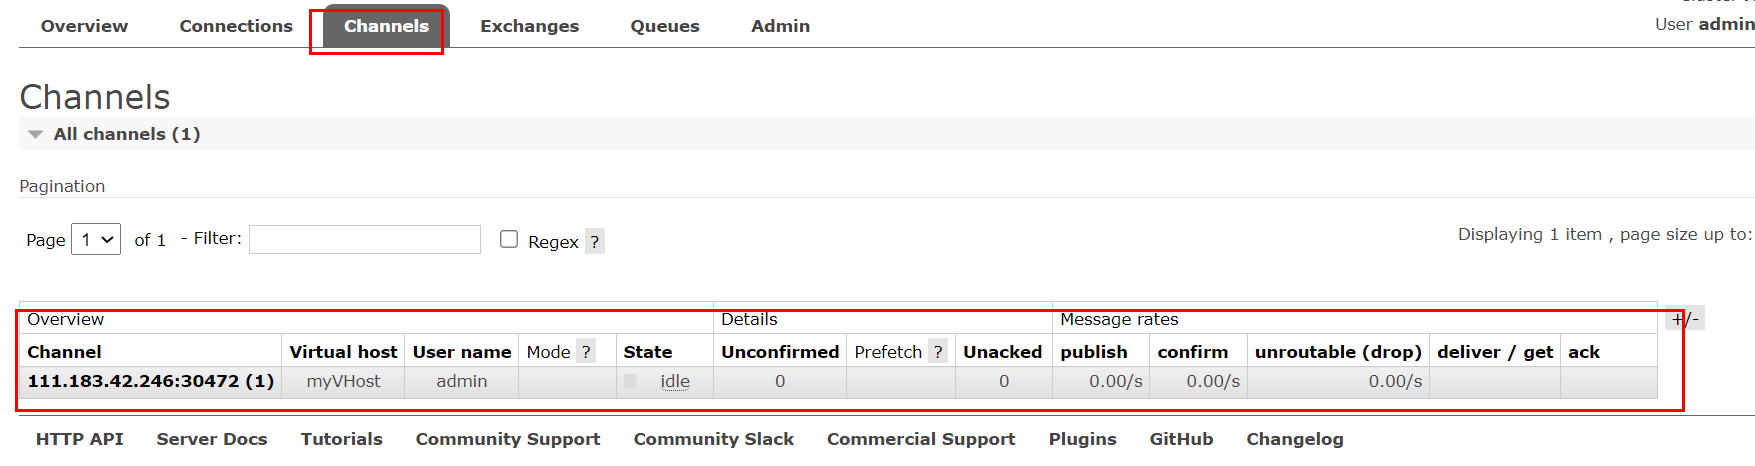 Overview Connections Channels Exchanges Queues Admin
User admin
Channels
All channels (1)
Pagination
Page 1 of 1 - Filter: Regex ?
Displaying 1 item , page size up to:
Overview Details Message rates +/-
Channel Virtual host User name Mode ? State Unconfirmed Prefetch ? Unacked publish confirm unroutable (drop) deliver / get ack
111.183.42.246:30472 (1) myVHost admin idle 0 0 0.00/s 0.00/s 0.00/s
HTTP API Server Docs Tutorials Community Support Community Slack Commercial Support Plugins GitHub Changelog